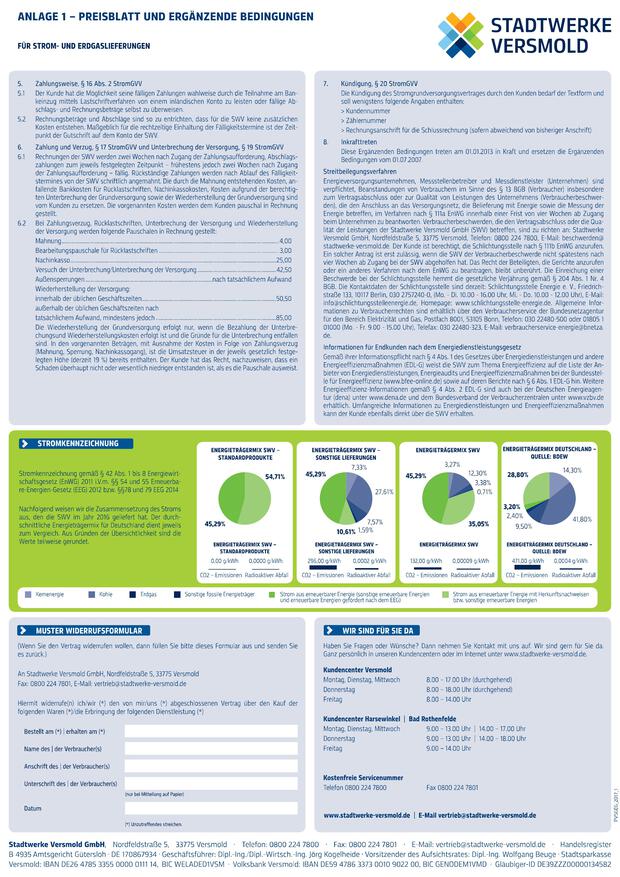 ANLAGE 1 – PREISBLATT UND ERGÄNZENDE BEDINGUNGEN
FÜR STROM- UND ERDGASLIEFERUNGEN
STADTWERKE
VERSMOLD
5. Zahlungsweise, § 16 Abs. 2 StromGVV
5.1 Der Kunde hat die Möglichkeit seine fälligen Zahlungen wahlweise durch die Teilnahme am Ban-
keinzug mittels Lastschriftverfahren von einem inländischen Konto zu leisten oder fällige Ab-
schlags- und Rechnungsbeträge selbst zu überweisen.
5.2 Rechnungsbeträge und Abschläge sind so zu entrichten, dass für die SWV keine zusätzlichen
Kosten entstehen. Maßgeblich für die rechtzeitige Einhaltung der Fälligkeitstermine ist der Zeit-
punkt der Gutschrift auf dem Konto der SWV.
6. Zahlung und Verzug, § 17 StromGVV und Unterbrechung der Versorgung, § 19 StromGVV
6.1 Rechnungen der SWV werden zwei Wochen nach Zugang der Zahlungsaufforderung, Abschlags-
zahlungen zum jeweils festgelegten Zeitpunkt – frühestens jedoch zwei Wochen nach Zugang
der Zahlungsaufforderung – fällig. Rückständige Zahlungen werden nach Ablauf des Fälligkeit-
stermines von der SWV schriftlich angemahnt. Die durch die Mahnung entstehenden Kosten, an-
fallende Bankkosten für Rücklastschriften, Nachinkassokosten, Kosten aufgrund der berechtig-
ten Unterbrechung der Grundversorgung sowie der Wiederherstellung der Grundversorgung sind
vom Kunden zu ersetzen. Die vorgenannten Kosten werden dem Kunden pauschal in Rechnung
gestellt.
6.2 Bei Zahlungsverzug, Rücklastschriften, Unterbrechung der Versorgung und Wiederherstellung
der Versorgung werden folgende Pauschalen in Rechnung gestellt:
Mahnung 4,00
Bearbeitungspauschale für Rücklastschriften 3,00
Nachinkasso 25,00
Versuch der Unterbrechung/Unterbrechung der Versorgung 42,50
Außensperrungen nach tatsächlichem Aufwand
Wiederherstellung der Versorgung:
innerhalb der üblichen Geschäftszeiten 50,50
außerhalb der üblichen Geschäftszeiten nach
tatsächlichem Aufwand, mindestens jedoch 85,00
Die Wiederherstellung der Grundversorgung erfolgt nur, wenn die Bezahlung der Unterbre-
chungs- und Wiederherstellungskosten erfolgt ist und die Gründe für die Unterbrechung entfallen
sind. In den vorgenannten Beträgen, mit Ausnahme der Kosten in Folge von Zahlungsverzug
(Mahnung, Sperrung, Nachinkassogang), ist die Umsatzsteuer in der jeweils gesetzlich festge-
legten Höhe (derzeit 19 %) bereits enthalten. Der Kunde hat das Recht, nachzuweisen, dass ein
Schaden überhaupt nicht oder wesentlich niedriger entstanden ist, als es die Pauschale ausweist.
7. Kündigung, § 20 StromGVV
Die Kündigung des Stromgrundversorgungsvertrages durch den Kunden bedarf der Textform und
soll wenigstens folgende Angaben enthalten:
> Kundennummer
> Zählernummer
> Rechnungsanschrift für die Schlussrechnung (sofern abweichend von bisheriger Anschrift)
8. Inkrafttreten
Diese Ergänzenden Bedingungen treten am 01.01.2013 in Kraft und ersetzen die Ergänzenden
Bedingungen vom 01.07.2007.
Streitbeilegungsverfahren
Energieversorgungsunternehmen, Messstellenbetreiber und Messdienstleister (Unternehmen) sind
verpflichtet, Beanstandungen von Verbrauchern im Sinne des § 13 BGB (Verbraucher) insbesondere
zum Vertragsabschluss oder zur Qualität von Leistungen des Unternehmens (Verbraucherbeschwer-
den), die den Anschluss an das Versorgungsnetz, die Belieferung mit Energie sowie die Messung der
Energie betreffen, im Verfahren nach § 111a EnWG innerhalb einer Frist von vier Wochen ab Zugang
beim Unternehmen zu beantworten. Verbraucherbeschwerden, die den Vertragsabschluss oder die Qua-
lität der Leistungen der Stadtwerke Versmold GmbH (SWV) betreffen, sind zu richten an: Stadtwerke
Versmold GmbH, Nordfeldstraße 5, 33775 Versmold, Telefon: 0800 224 7800, E-Mail: beschwerden@
stadtwerke-versmold.de. Der Kunde ist berechtigt, die Schlichtungsstelle nach § 111b EnWG anzurufen.
Ein solcher Antrag ist erst zulässig, wenn die SWV der Verbraucherbeschwerde nicht spätestens nach
vier Wochen ab Zugang bei der SWV abgeholfen hat. Das Recht der Beteiligten, die Gerichte anzurufen
oder ein anderes Verfahren nach dem EnWG zu beantragen, bleibt unberührt. Die Einreichung einer
Beschwerde bei der Schlichtungsstelle hemmt die gesetzliche Verjährung gemäß § 204 Abs. 1 Nr. 4
BGB. Die Kontaktdaten der Schlichtungsstelle sind derzeit: Schlichtungsstelle Energie e. V., Friedrich-
straße 133, 10117 Berlin, 030 2757240-0, (Mo. - Di. 10.00 - 16.00 Uhr, Mi. - Do. 10.00 - 12.00 Uhr), E-Mail:
info@schlichtungsstelleenergie.de, Homepage: www.schlichtungsstelle-energie.de. Allgemeine Infor-
mationen zu Verbraucherrechten sind erhältlich über den Verbraucherservice der Bundesnetzagentur
für den Bereich Elektrizität und Gas, Postfach 8001, 53105 Bonn, Telefon: 030 22480-500 oder 01805 1
01000 (Mo. - Fr. 9.00 - 15.00 Uhr), Telefax: 030 22480-323, E-Mail: verbraucherservice-energie@bnetza.
de.
Informationen für Endkunden nach dem Energiedienstleistungsgesetz
Gemäß ihrer Informationspflicht nach § 4 Abs. 1 des Gesetzes über Energiedienstleistungen und andere
Energieeffizienzmaßnahmen (EDL-G) weist die SWV zum Thema Energieeffizienz auf die Liste der An-
bieter von Energiedienstleistungen, Energieaudits und Energieeffizienzmaßnahmen bei der Bundesstel-
le für Energieeffizienz (www.bfee-online.de) sowie auf deren Berichte nach § 6 Abs. 1 EDL-G hin. Weitere
Energieeffizienz-Informationen gemäß § 4 Abs. 2 EDL-G sind auch bei der Deutschen Energieagen-
tur (dena) unter www.dena.de und dem Bundesverband der Verbraucherzentralen unter www.vzbv.de
erhältlich. Umfangreiche Informationen zu Energiedienstleistungen und Energieeffizienzmaßnahmen
kann der Kunde ebenfalls direkt über die SWV erhalten.
STROMKENNZEICHNUNG
Stromkennzeichnung gemäß § 42 Abs. 1 bis 8 Energiewirt-
schaftsgesetz (EnWG) 2011 i.V.m. §§ 54 und 55 Erneuerba-
re-Energien-Gesetz (EEG) 2012 bzw. §§78 und 79 EEG 2014
Nachfolgend weisen wir die Zusammensetzung des Stroms
aus, den die SWV im Jahr 2016 geliefert hat. Der durch-
schnittliche Energieträgermix für Deutschland dient jeweils
zum Vergleich. Aus Gründen der Übersichtlichkeit sind die
Werte teilweise gerundet.
ENERGIETRÄGERMIX SWV –
STANDARDPRODUKTE
54,71%
45,29%
ENERGIETRÄGERMIX SWV –
STANDARDPRODUKTE
0.00 g/kWh 0.0000 g/kWh
CO2 – Emissionen Radioaktiver Abfall
ENERGIETRÄGERMIX SWV –
SONSTIGE LIEFERUNGEN
7,33%
45,29%
27,61%
7,57%
10,61% 1,59%
ENERGIETRÄGERMIX SWV –
SONSTIGE LIEFERUNGEN
295,00 g/kWh 0.0002 g/kWh
CO2 – Emissionen Radioaktiver Abfall
ENERGIETRÄGERMIX SWV
3,27%
12,30%
45,29%
3,38%
0,71%
35,05%
ENERGIETRÄGERMIX SWV
132,00 g/kWh 0.00009 g/kWh
CO2 – Emissionen Radioaktiver Abfall
ENERGIETRÄGERMIX DEUTSCHLAND –
QUELLE: BDEW
28,80%
14,30%
3,20%
2,40%
9,50%
41,80%
ENERGIETRÄGERMIX DEUTSCHLAND –
QUELLE: BDEW
471,00 g/kWh 0.0004 g/kWh
CO2 – Emissionen Radioaktiver Abfall
Kernenergie
Kohle
Erdgas
Sonstige fossile Energieträger
Strom aus erneuerbarer Energie (sonstige erneuerbare Energien
und erneuerbare Energien gefördert nach dem EEG)
Strom aus erneuerbarer Energie mit Herkunftsnachweisen
bzw. sonstige erneuerbare Energien
MUSTER WIDERRUFSFORMULAR
(Wenn Sie den Vertrag widerrufen wollen, dann füllen Sie bitte dieses Formular aus und senden Sie
es zurück.)
An Stadtwerke Versmold GmbH, Nordfeldstraße 5, 33775 Versmold
Fax: 0800 224 7801, E-Mail: vertrieb@stadtwerke-versmold.de
Hiermit widerrufe(n) ich/wir (*) den von mir/uns (*) abgeschlossenen Vertrag über den Kauf der
folgenden Waren (*)/die Erbringung der folgenden Dienstleistung (*)
Bestellt am (*) | erhalten am (*)
Name des | der Verbraucher(s)
Anschrift des | der Verbraucher(s)
Unterschrift des | der Verbraucher(s)
(nur bei Mitteilung auf Papier)
Datum
(*) Unzutreffendes streichen.
WIR SIND FÜR SIE DA
Haben Sie Fragen oder Wünsche? Dann nehmen Sie Kontakt mit uns auf. Wir sind gern für Sie da.
Ganz persönlich in unseren Kundencentern oder im Internet unter www.stadtwerke-versmold.de.
Kundencenter Versmold
Montag, Dienstag, Mittwoch 8.00 - 17.00 Uhr (durchgehend)
Donnerstag 8.00 - 18.00 Uhr (durchgehend)
Freitag 8.00 - 14.00 Uhr
Kundencenter Harsewinkel | Bad Rothenfelde
Montag, Dienstag, Mittwoch 9.00 - 13.00 Uhr | 14.00 - 17.00 Uhr
Donnerstag 9.00 - 13.00 Uhr | 14.00 - 18.00 Uhr
Freitag 9.00 – 14.00 Uhr
Kostenfreie Servicenummer
Telefon 0800 224 7800 Fax 0800 224 7801
www.stadtwerke-versmold.de | E-Mail vertrieb@stadtwerke-versmold.de
Stadtwerke Versmold GmbH, Nordfeldstraße 5, 33775 Versmold · Telefon: 0800 224 7800 · Fax: 0800 224 7801 · E-Mail: vertrieb@stadtwerke-versmold.de · Handelsregister
B 4935 Amtsgericht Gütersloh · DE 170867934 · Geschäftsführer: Dipl.-Ing./Dipl.-Wirtsch.-Ing. Jörg Kogelheide · Vorsitzender des Aufsichtsrates: Dipl.-Ing. Wolfgang Beuge · Stadtsparkasse
Versmold: IBAN DE26 4785 3355 0000 0111 14, BIC WELADED1VSM · Volksbank Versmold: IBAN DE59 4786 3373 0010 9022 00, BIC GENODEM1VMD · Gläubiger-ID DE39ZZZ00000134582